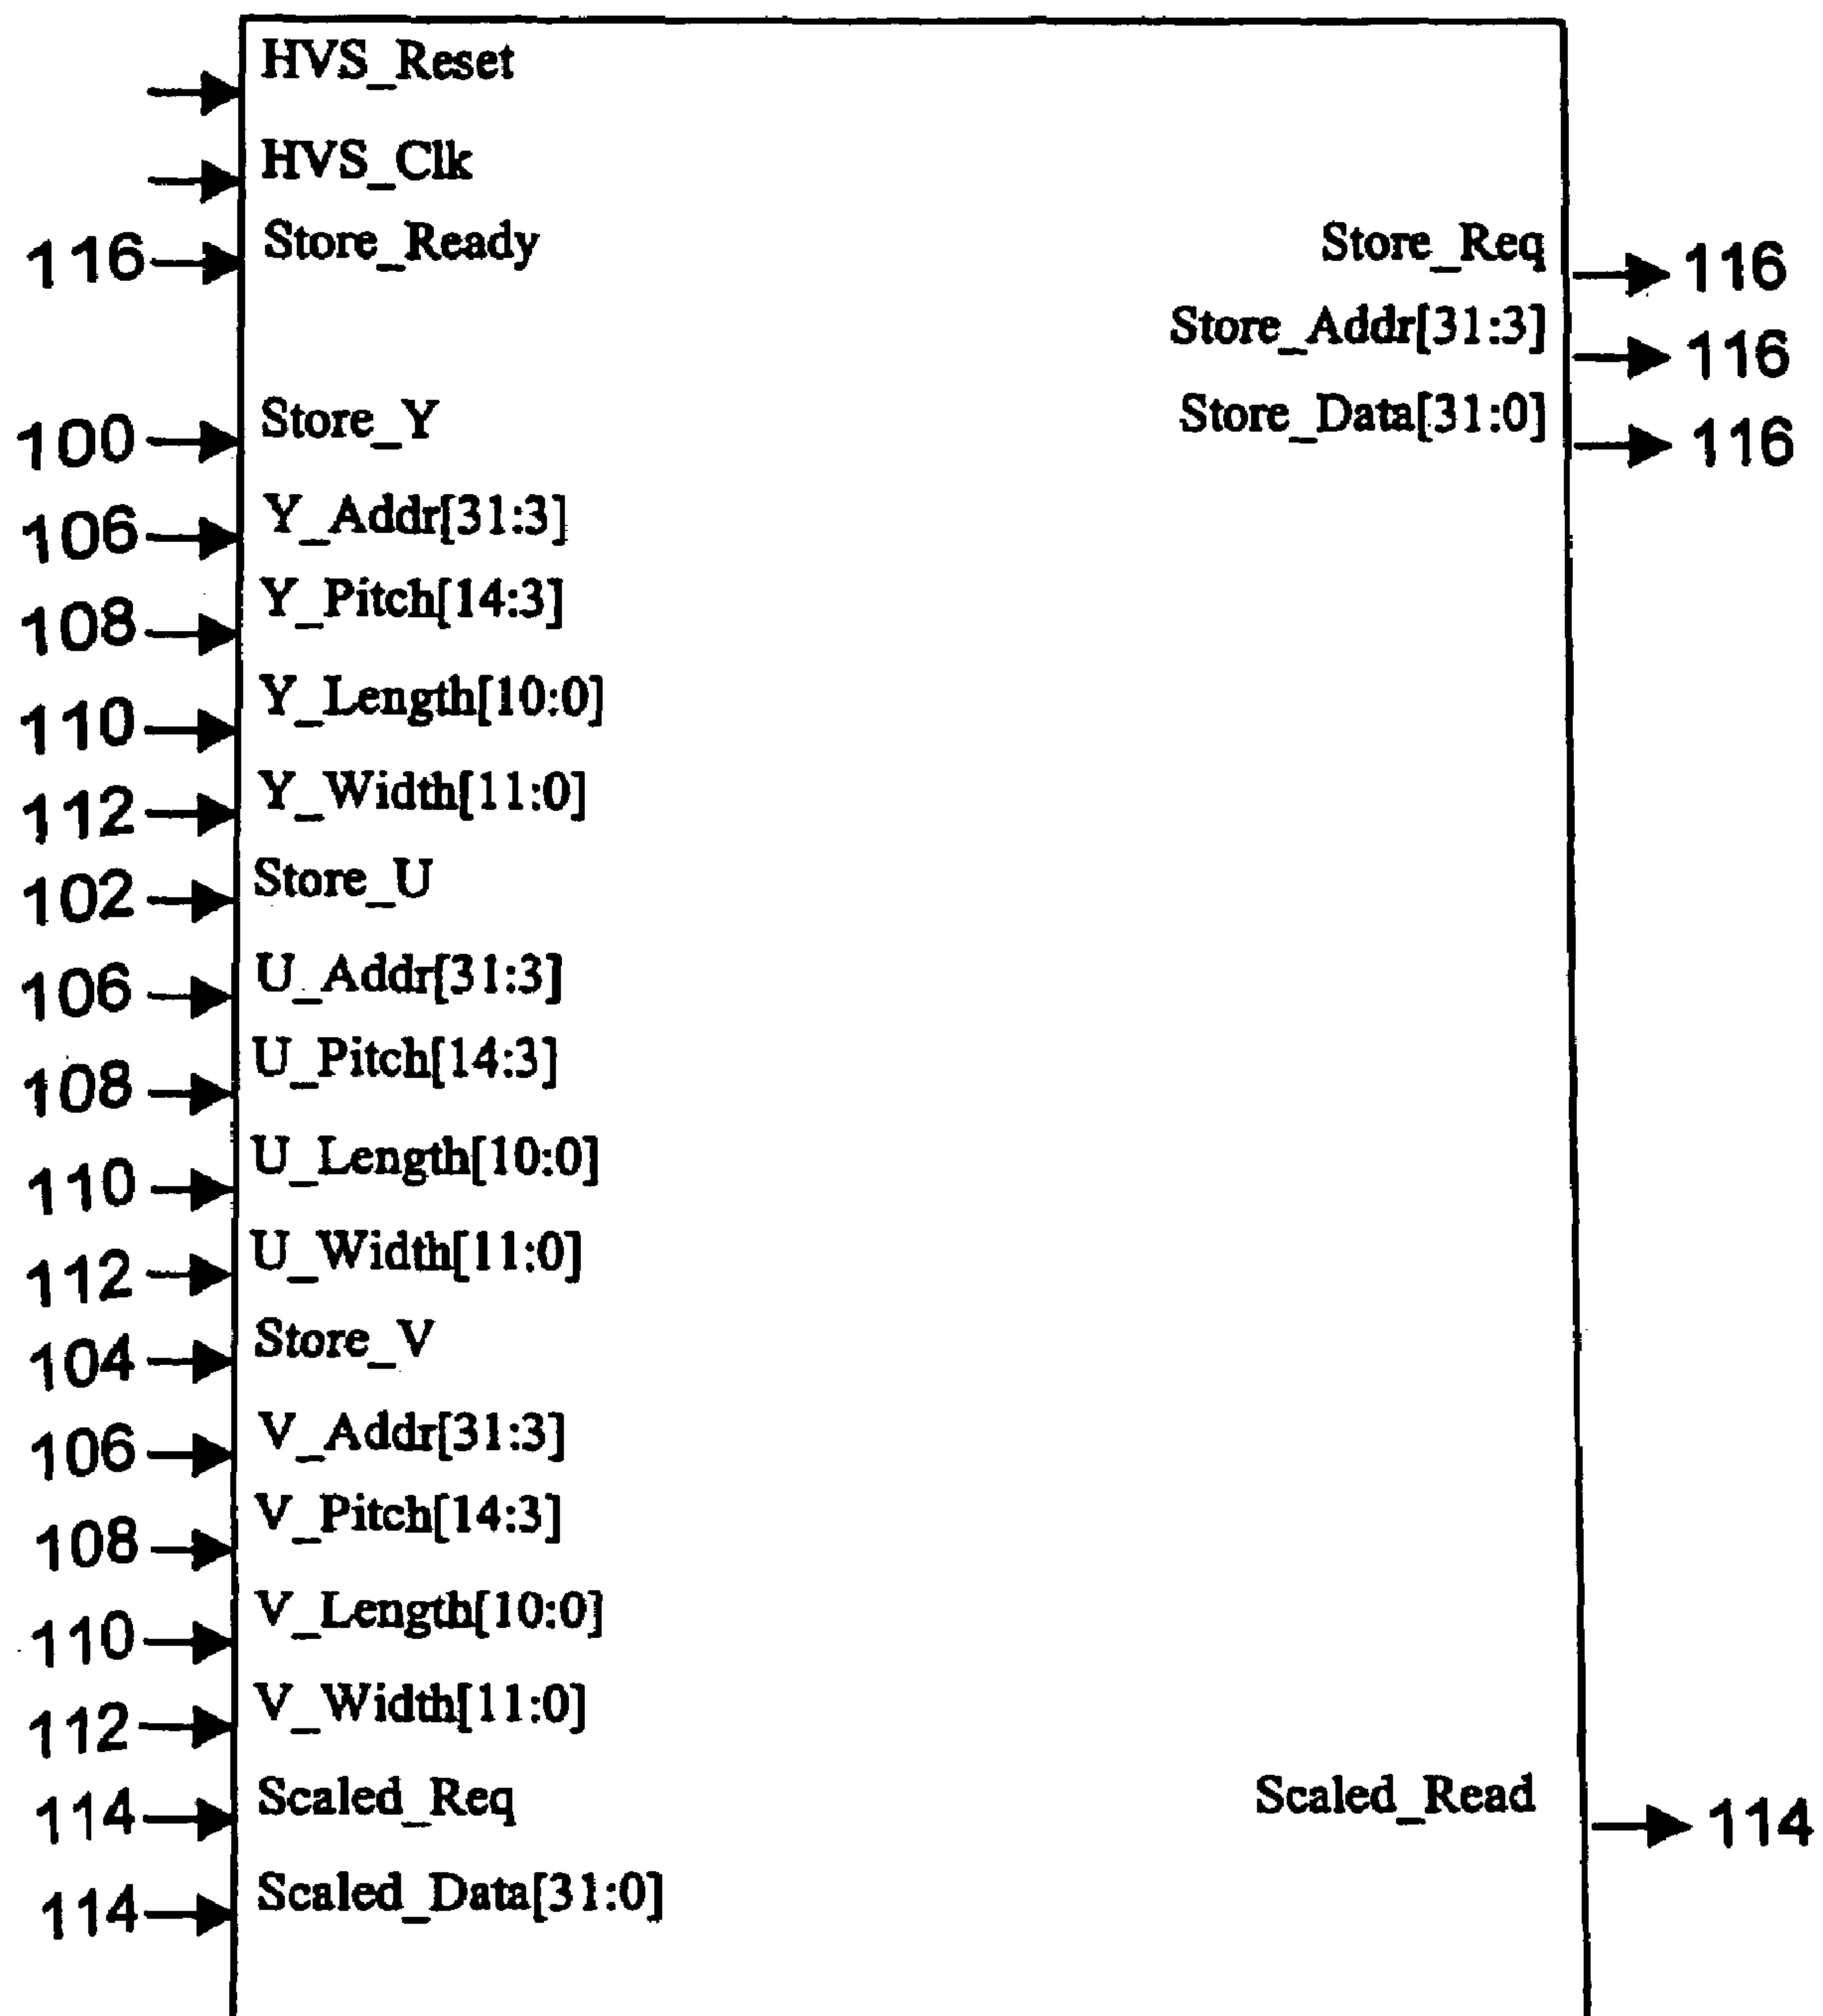 HVS_Reset
HVS_Clk
116 Store_Ready Store_Req 116
Store_Addr[31:3] 116
100 Store_Y Store_Data[31:0] 116
106 Y_Addr[31:3]
108 Y_Pitch[14:3]
110 Y_Length[10:0]
112 Y_Width[11:0]
102 Store_U
106 U_Addr[31:3]
108 U_Pitch[14:3]
110 U_Length[10:0]
112 U_Width[11:0]
104 Store_V
106 V_Addr[31:3]
108 V_Pitch[14:3]
110 V_Length[10:0]
112 V_Width[11:0]
114 Scaled_Req Scaled_Read 114
114 Scaled_Data[31:0]